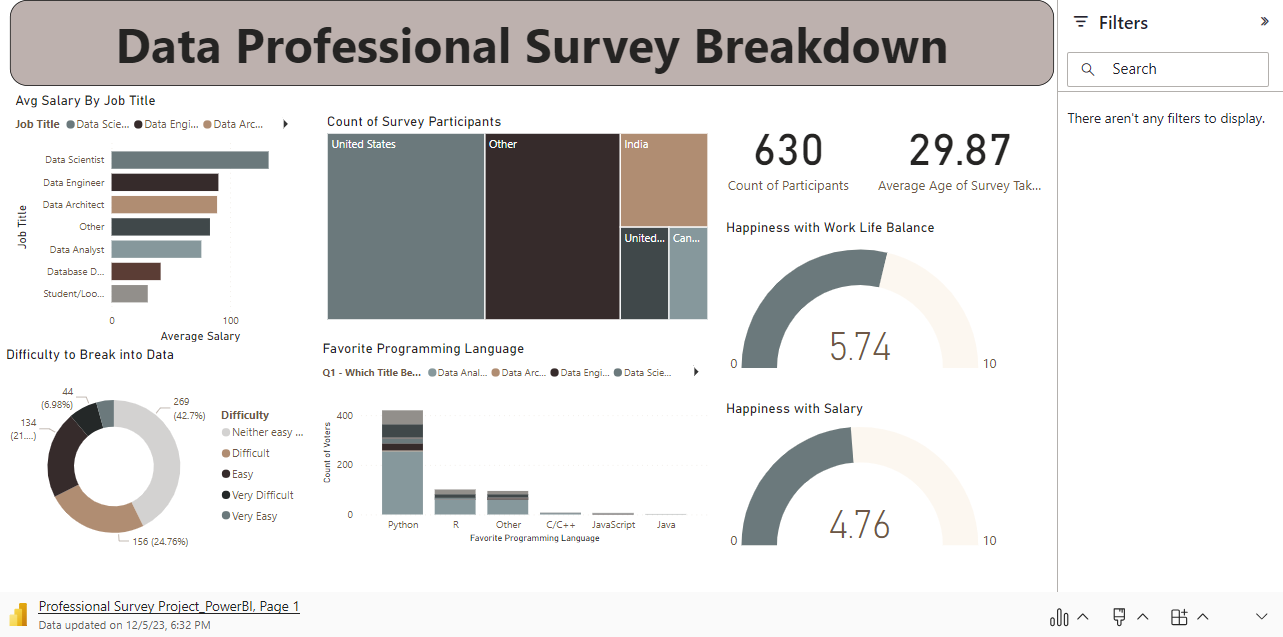 Data Professional Survey Breakdown
Filters
Search
There aren't any filters to display.
Avg Salary By Job Title
Job Title Data Scie... Data Engi... Data Arc...
Data Scientist
Data Engineer
Data Architect
Other
Data Analyst
Database D...
Student/Loo...
Job Title
0 100
Average Salary
Count of Survey Participants
United States
Other
India
United...
Can...
630
Count of Participants
29.87
Average Age of Survey Tak...
Happiness with Work Life Balance
5.74
0 10
Difficulty to Break into Data
44
(6.98%)
269
(42.7%)
134
(21....)
156 (24.76%)
Difficulty
Neither easy ...
Difficult
Easy
Very Difficult
Very Easy
Favorite Programming Language
Q1 - Which Title Be... Data Anal... Data Arc... Data Engi... Data Scie...
Count of Voters
400
200
0
Python R Other C/C++ JavaScript Java
Favorite Programming Language
Happiness with Salary
4.76
0 10
Professional Survey Project_PowerBI, Page 1
Data updated on 12/5/23, 6:32 PM